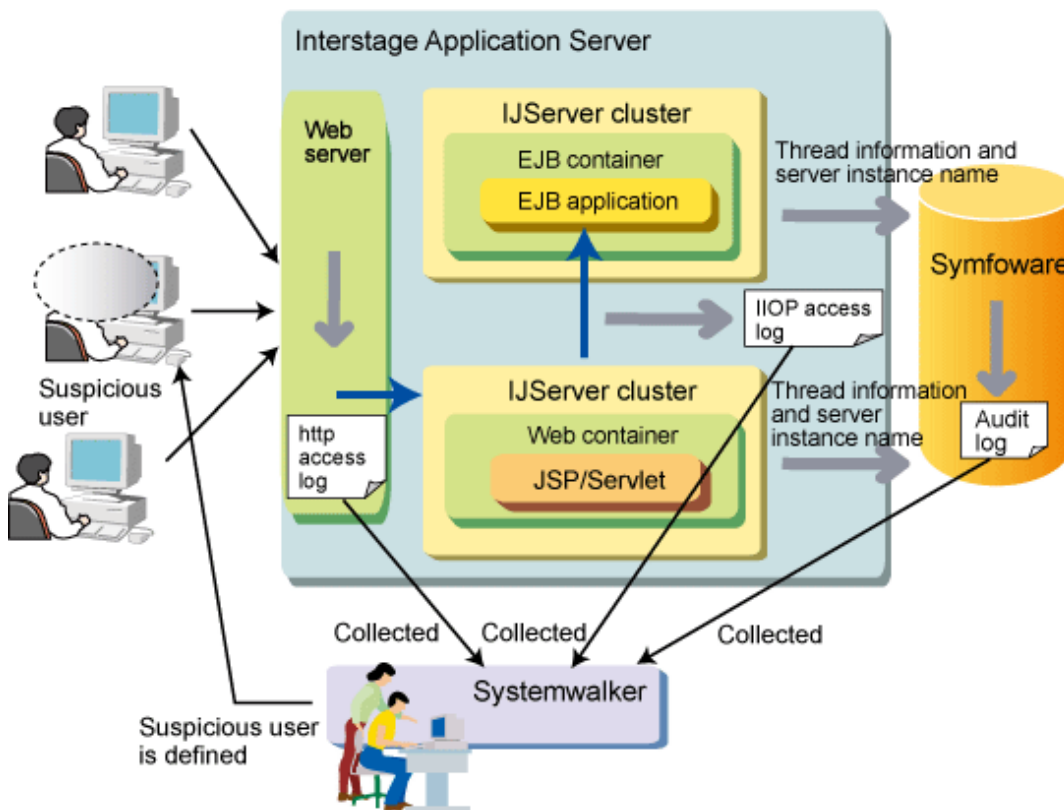 Interstage Application Server
Web
server
IJServer cluster
EJB container
EJB application
Thread information and
server instance name
Symfoware
IIOP access
log
Suspicious
user
http
access
log
IJServer cluster
Web container
JSP/Servlet
Thread information
and server
instance name
Audit
log
Collected
Collected
Collected
Systemwalker
Suspicious user
is defined